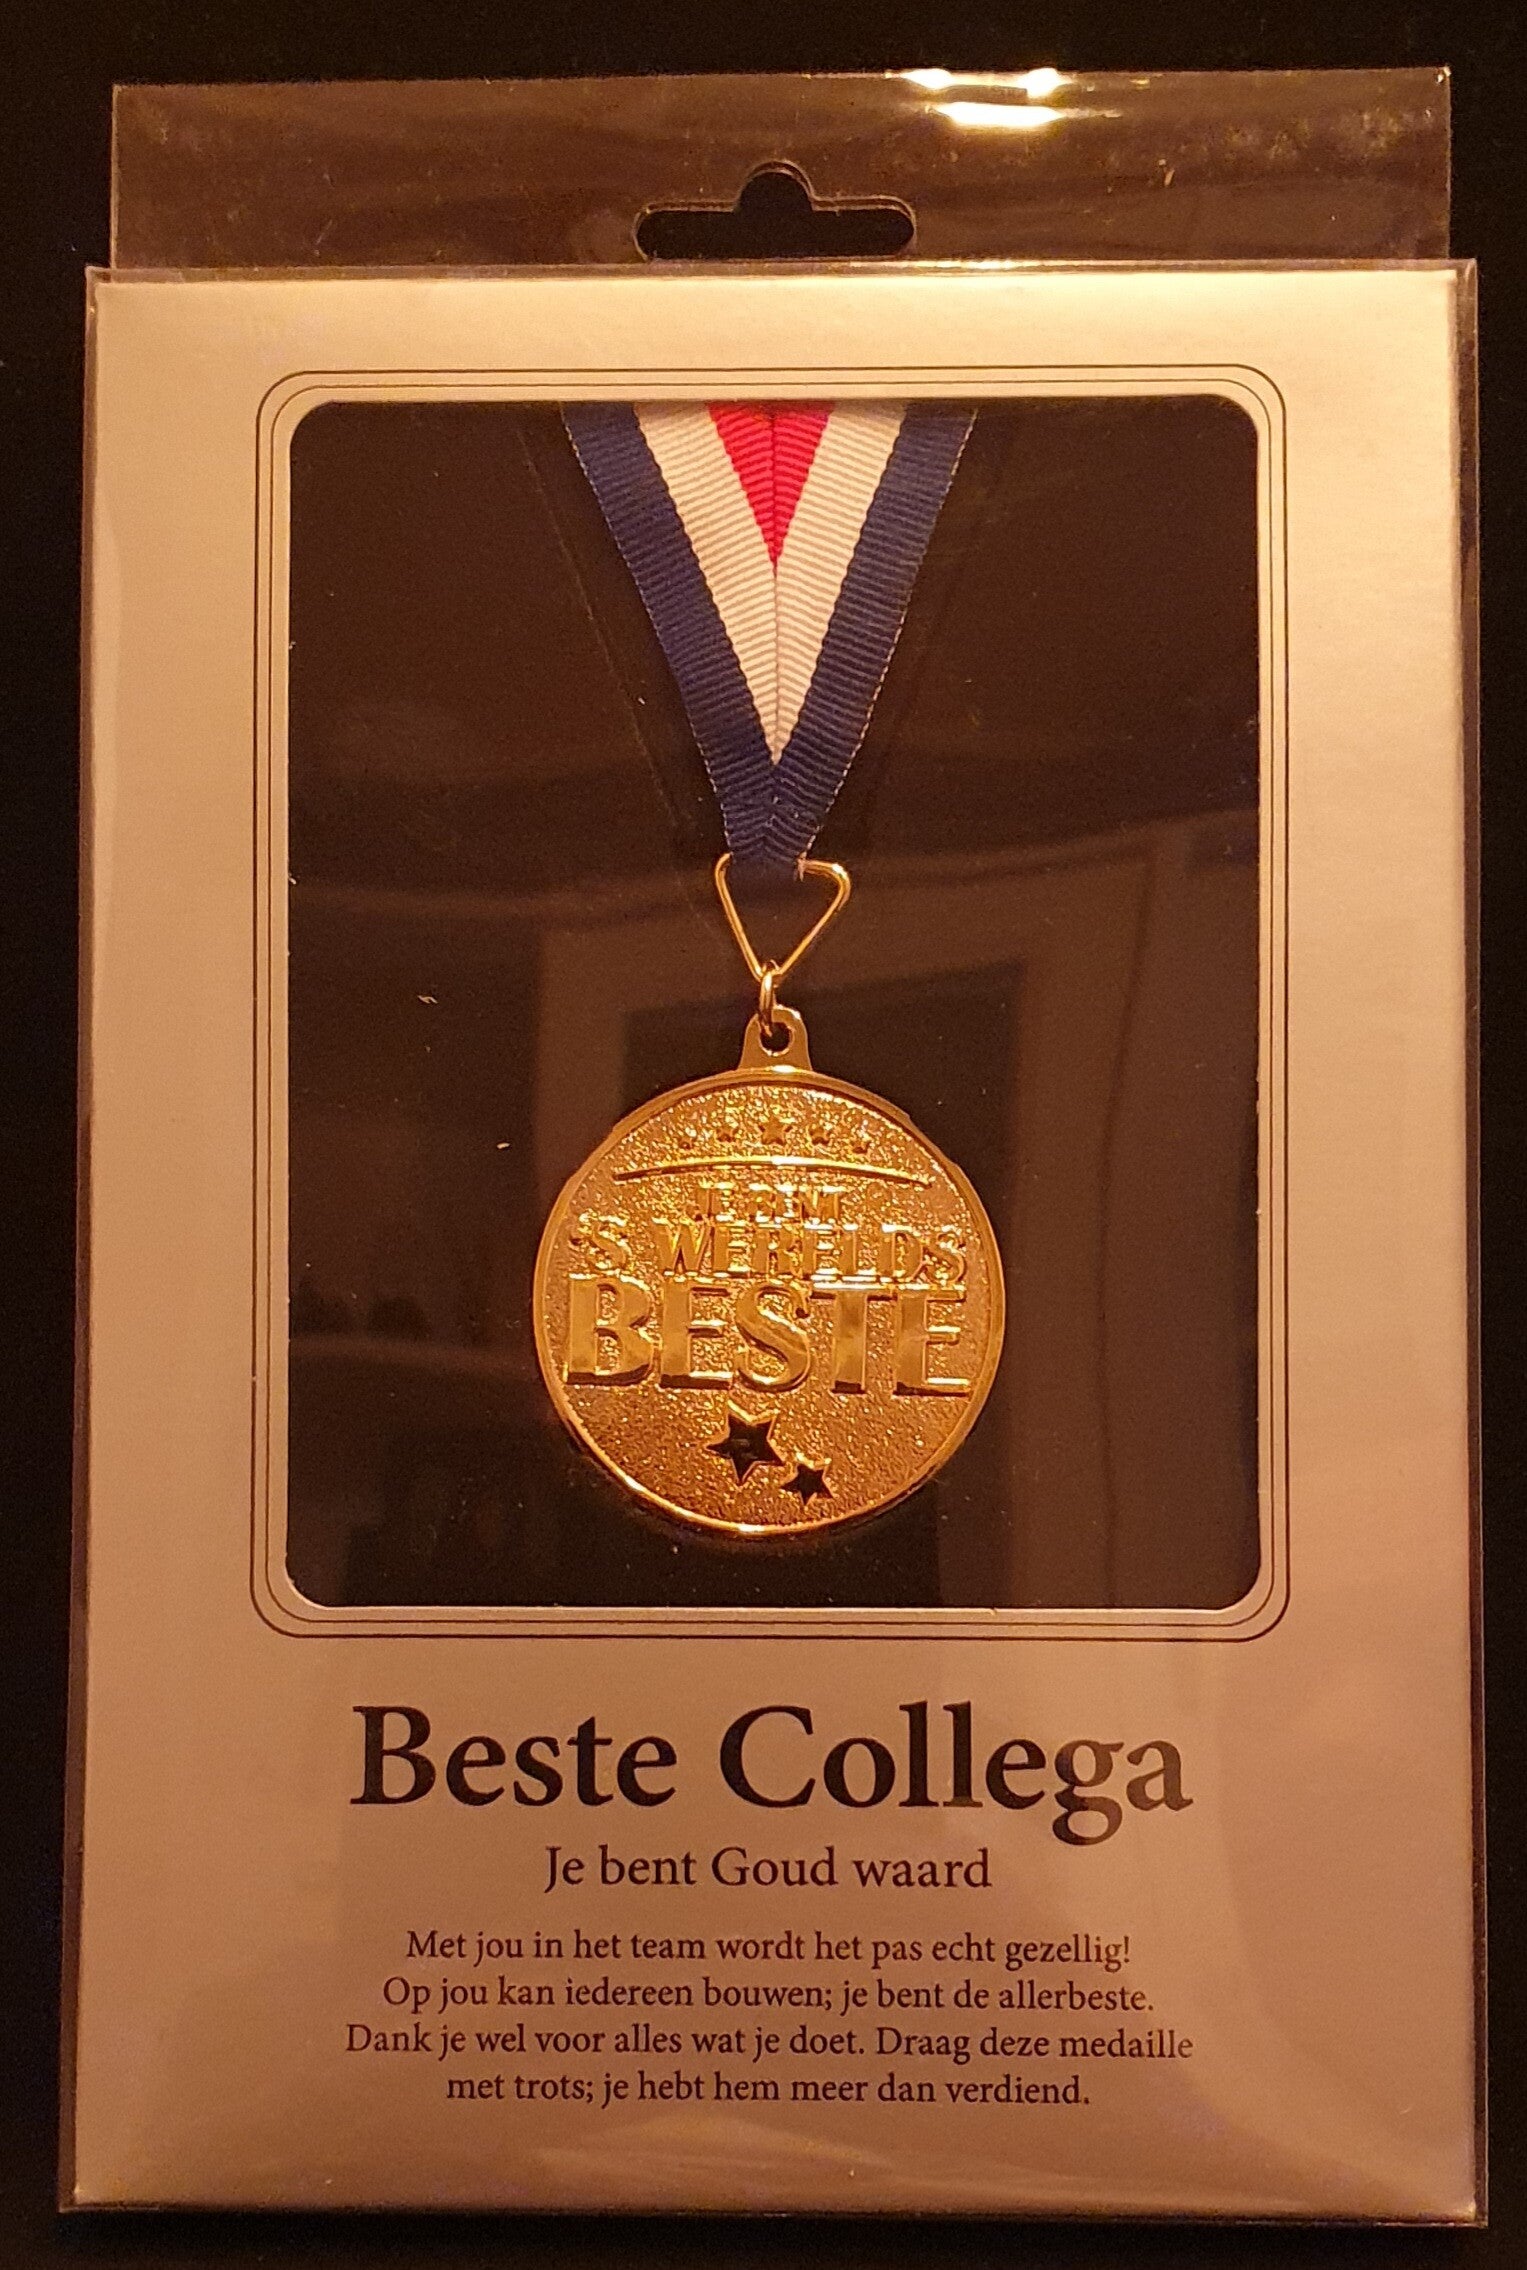 JE BENT
'S WERELDS
BESTE
Beste Collega
Je bent Goud waard
Met jou in het team wordt het pas echt gezellig!
Op jou kan iedereen bouwen; je bent de allerbeste.
Dank je wel voor alles wat je doet. Draag deze medaille
met trots; je hebt hem meer dan verdiend.